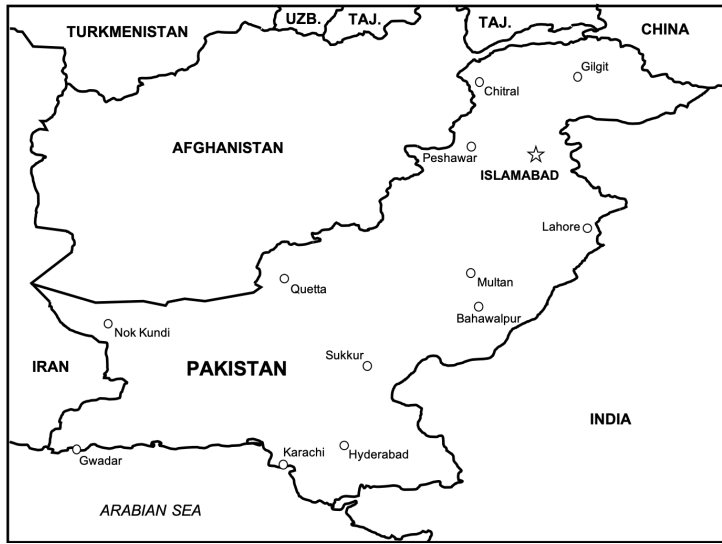 TURKMENISTAN
UZB.
TAJ.
TAJ.
CHINA
Gilgit
Chitral
AFGHANISTAN
Peshawar
ISLAMABAD
Lahore
Quetta
Multan
Bahawalpur
Nok Kundi
IRAN
PAKISTAN
Sukkur
INDIA
Gwadar
Karachi
Hyderabad
ARABIAN SEA